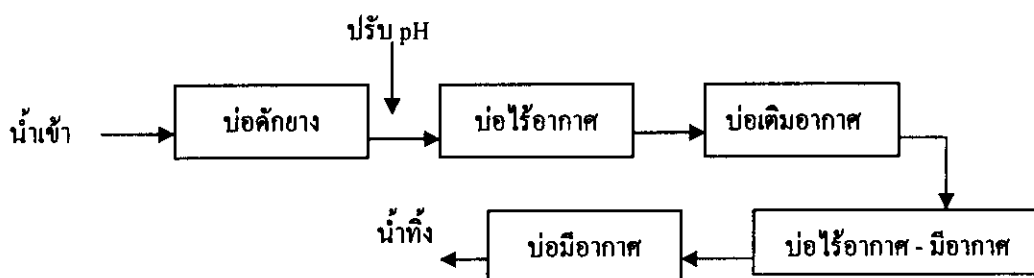 ปรับ pH
น้ำเข้า
บ่อดักยาง
บ่อไร้อากาศ
บ่อเติมอากาศ
น้ำทิ้ง
บ่อมีอากาศ
บ่อไร้อากาศ - มีอากาศ